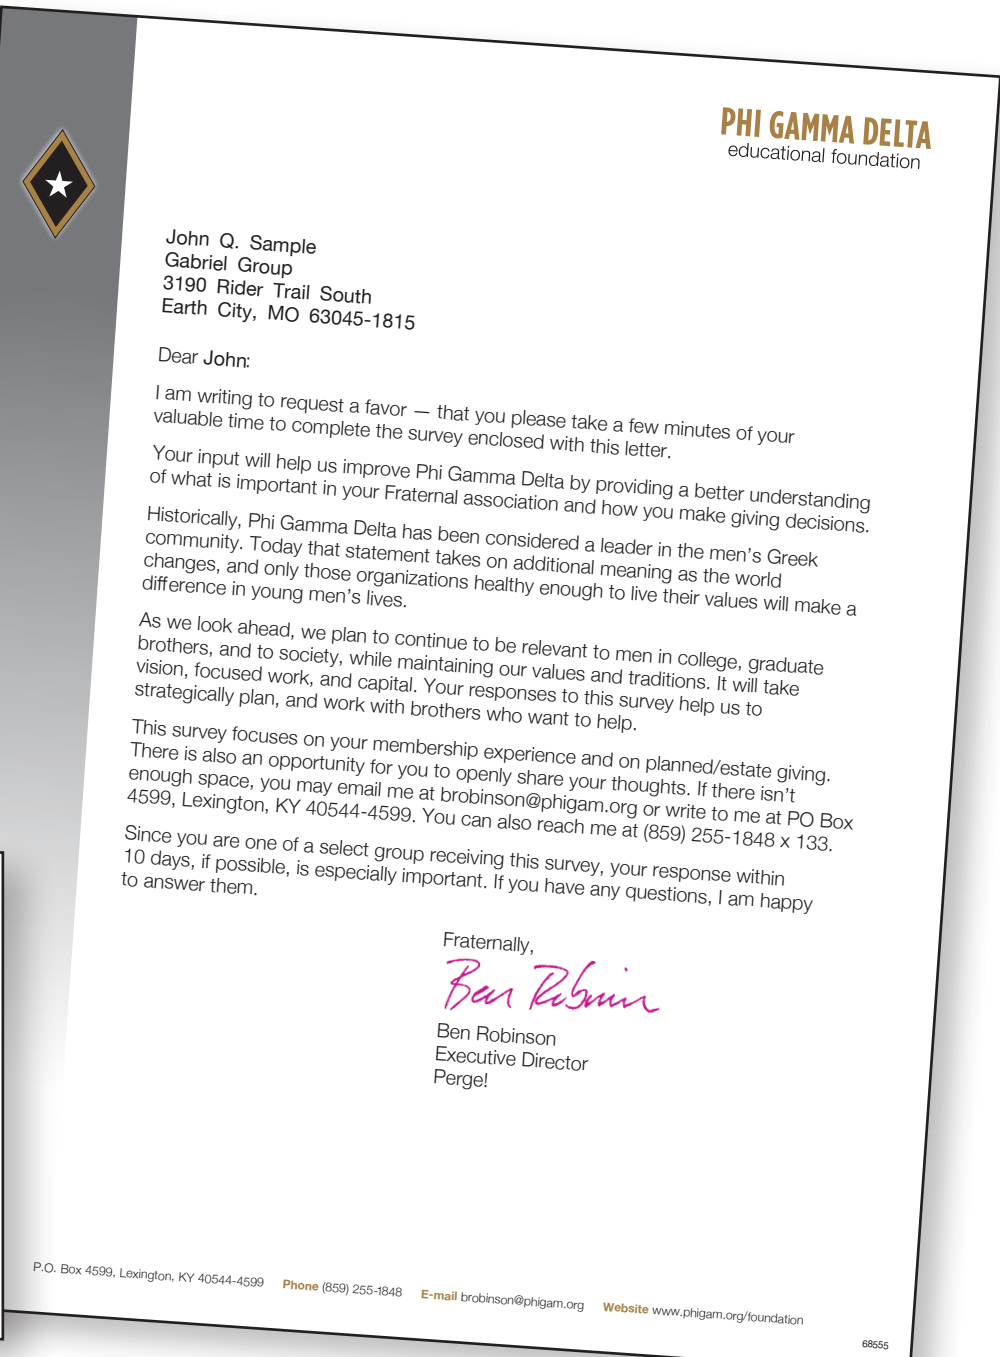 PHI GAMMA DELTA
educational foundation
John Q. Sample
Gabriel Group
3190 Rider Trail South
Earth City, MO 63045-1815
Dear John:
I am writing to request a favor — that you please take a few minutes of your
valuable time to complete the survey enclosed with this letter.
Your input will help us improve Phi Gamma Delta by providing a better understanding
of what is important in your Fraternal association and how you make giving decisions.
Historically, Phi Gamma Delta has been considered a leader in the men’s Greek
community. Today that statement takes on additional meaning as the world
changes, and only those organizations healthy enough to live their values will make a
difference in young men’s lives.
As we look ahead, we plan to continue to be relevant to men in college, graduate
brothers, and to society, while maintaining our values and traditions. It will take
vision, focused work, and capital. Your responses to this survey help us to
strategically plan, and work with brothers who want to help.
This survey focuses on your membership experience and on planned/estate giving.
There is also an opportunity for you to openly share your thoughts. If there isn’t
enough space, you may email me at brobinson@phigam.org or write to me at PO Box
4599, Lexington, KY 40544-4599. You can also reach me at (859) 255-1848 x 133.
Since you are one of a select group receiving this survey, your response within
10 days, if possible, is especially important. If you have any questions, I am happy
to answer them.
Fraternally,
Ben Robinson
Ben Robinson
Executive Director
Perge!
P.O. Box 4599, Lexington, KY 40544-4599 Phone (859) 255-1848 E-mail brobinson@phigam.org Website www.phigam.org/foundation
68555